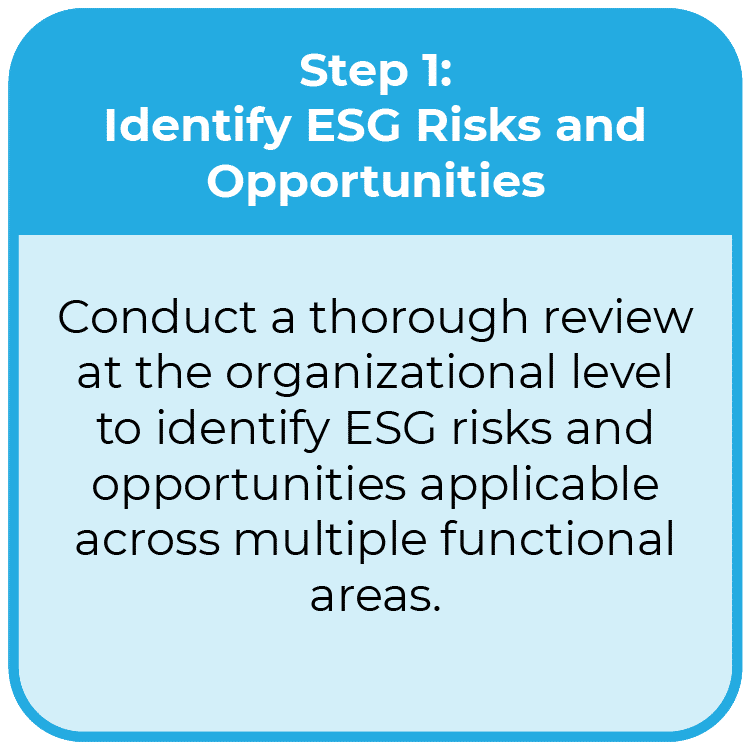 Step 1:
Identify ESG Risks and
Opportunities
Conduct a thorough review
at the organizational level
to identify ESG risks and
opportunities applicable
across multiple functional
areas.